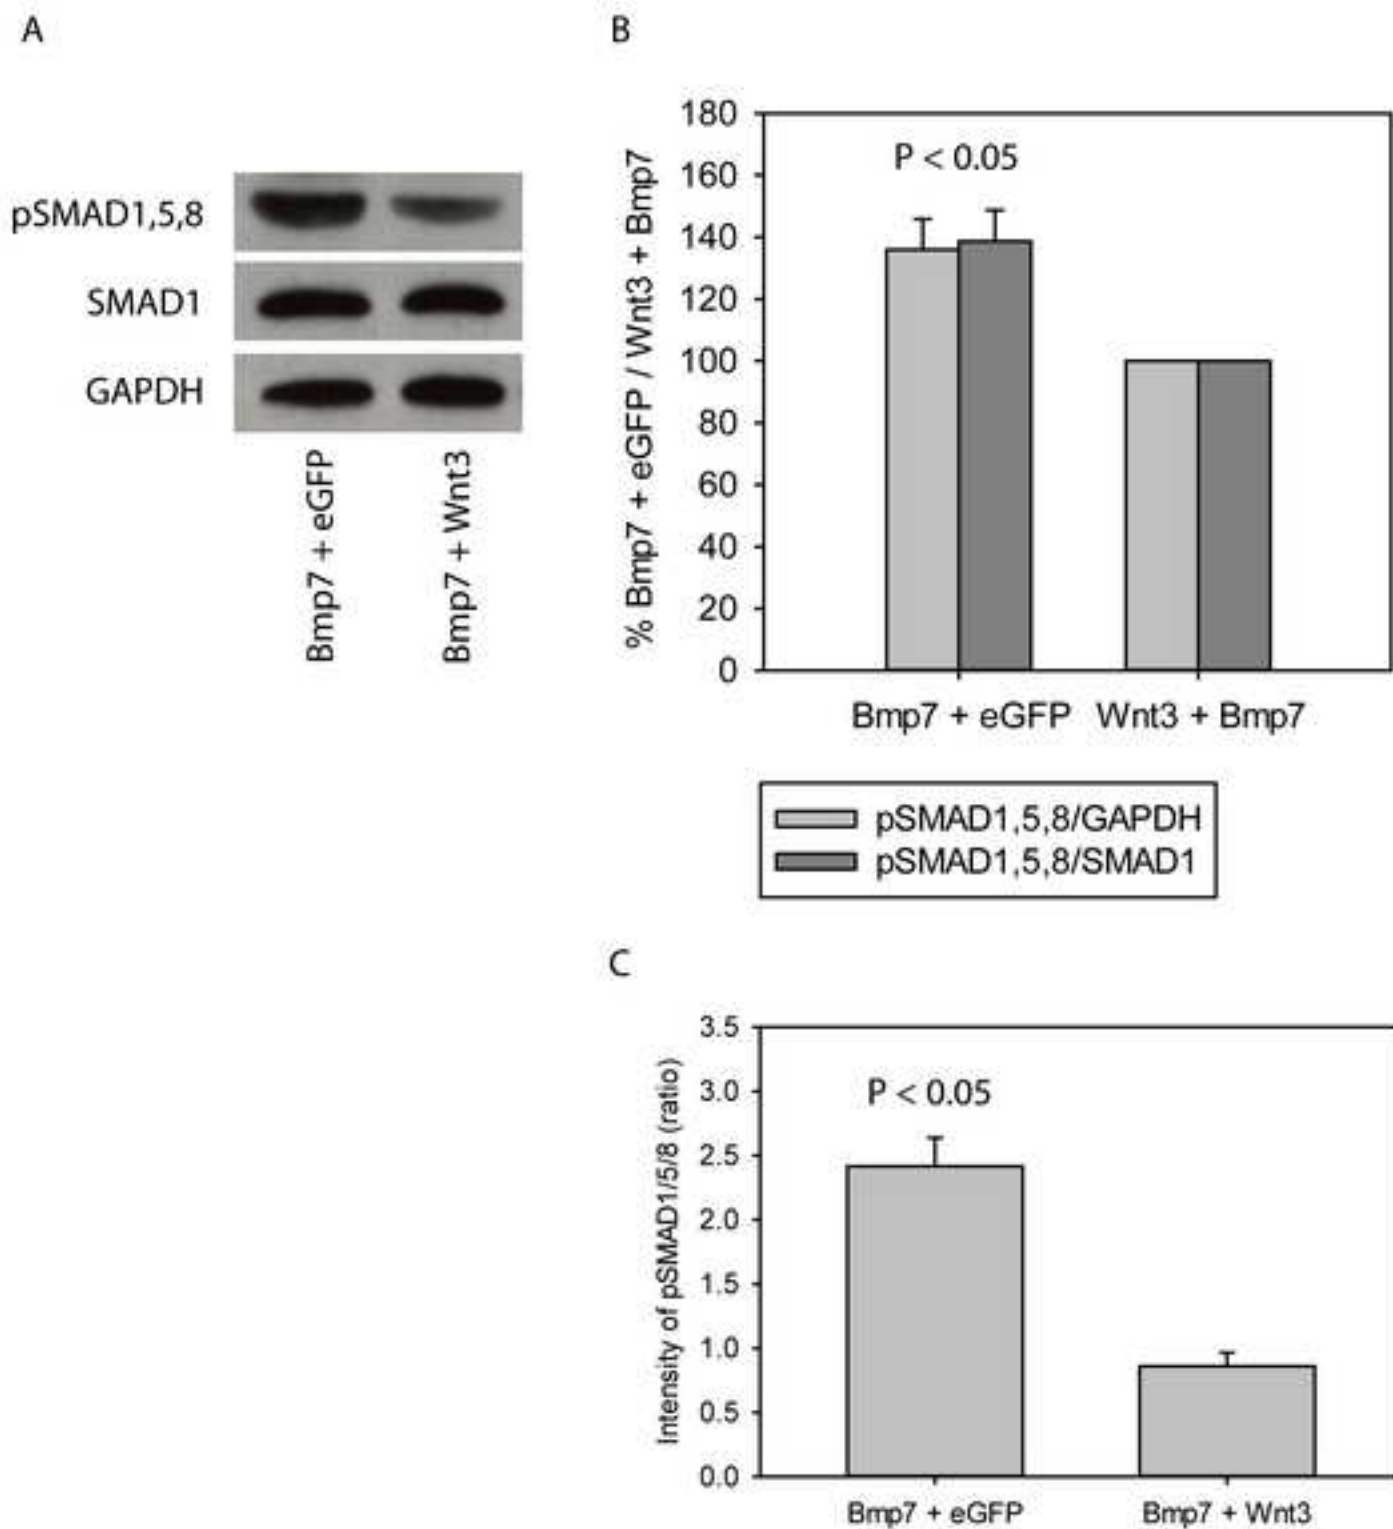 A
pSMAD1,5,8
SMAD1
GAPDH
Bmp7 + eGFP
Bmp7 + Wnt3
B
% Bmp7 + eGFP / Wnt3 + Bmp7
180
160
140
120
100
80
60
40
20
0
P < 0.05
Bmp7 + eGFP
Wnt3 + Bmp7
pSMAD1,5,8/GAPDH
pSMAD1,5,8/SMAD1
C
Intensity of pSMAD1/5/8 (ratio)
3.5
3.0
2.5
2.0
1.5
1.0
0.5
0.0
P < 0.05
Bmp7 + eGFP
Bmp7 + Wnt3